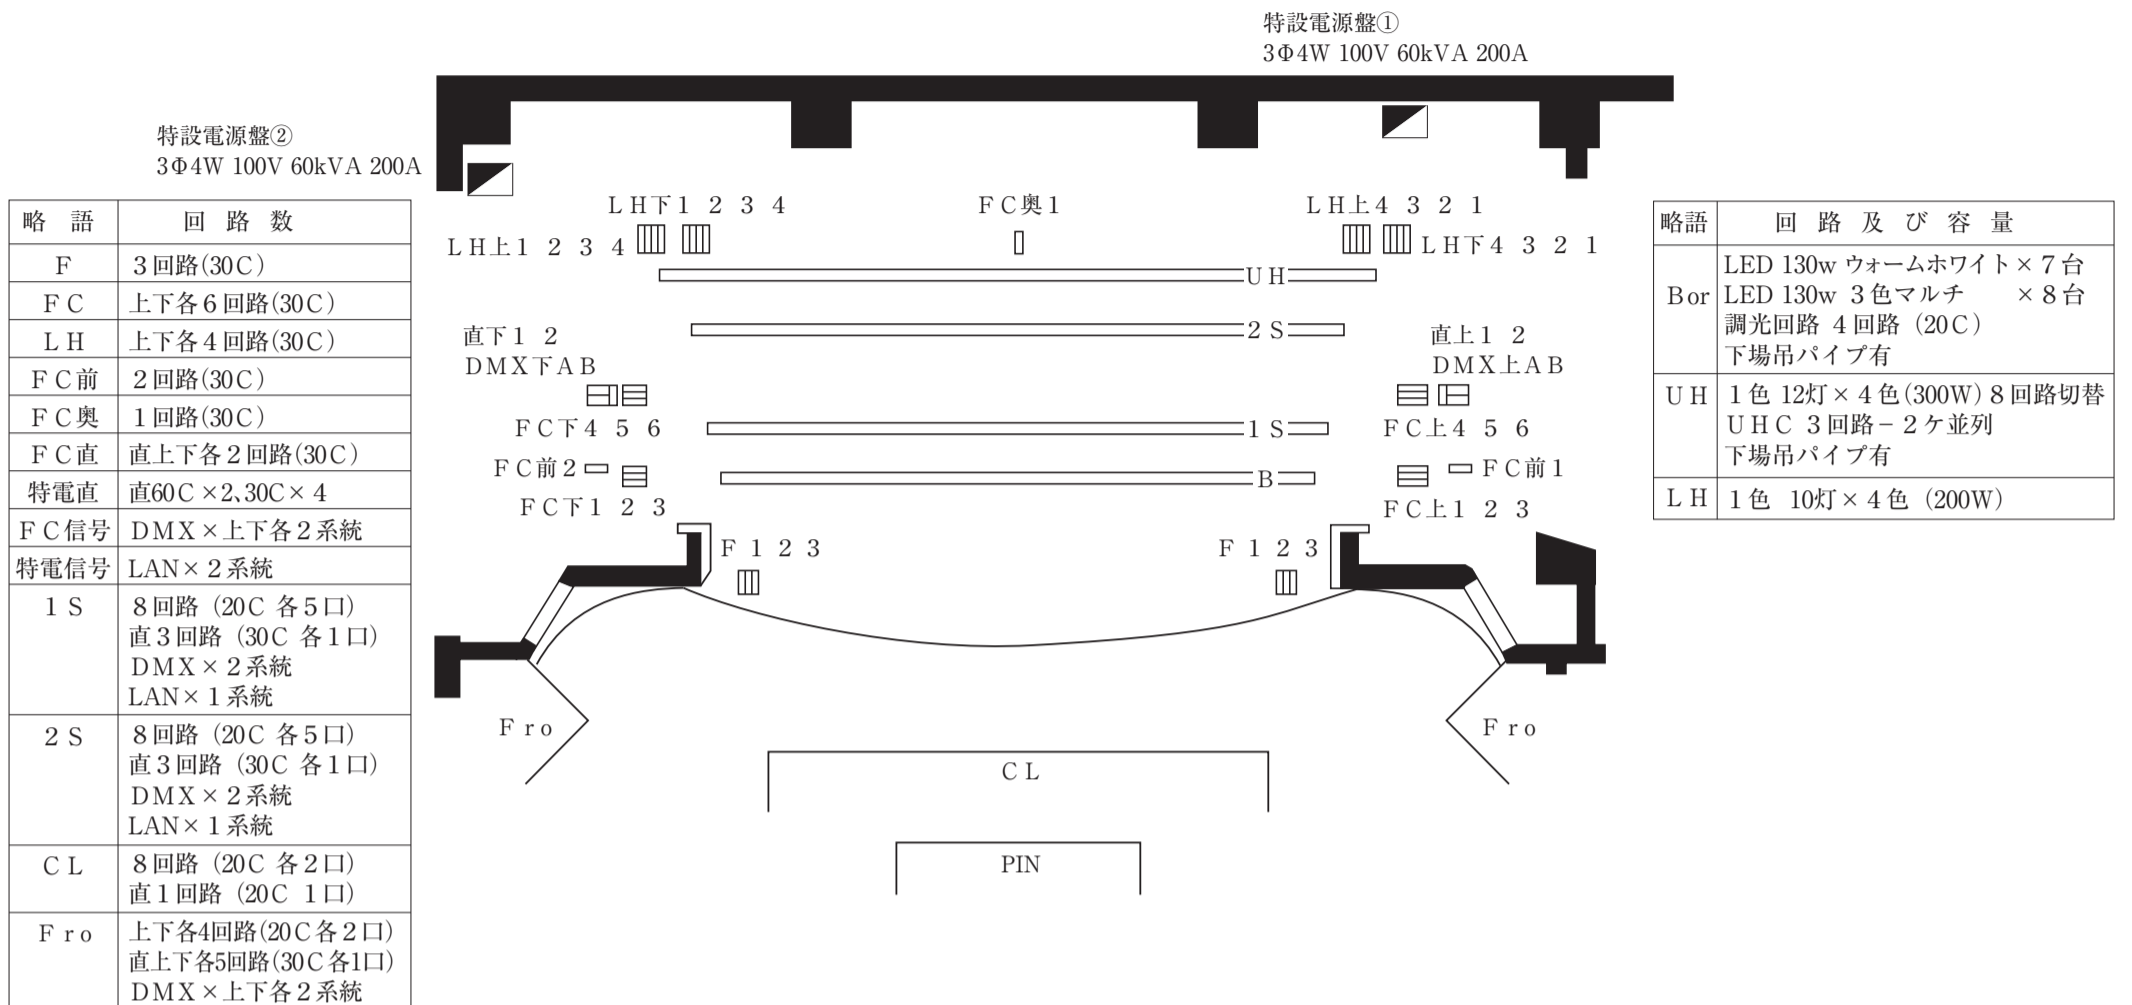 特設電源盤①
3Φ4W 100V 60kVA 200A
特設電源盤②
3Φ4W 100V 60kVA 200A
略 語 回 路 数
F 3回路(30C)
FC 上下各6回路(30C)
LH 上下各4回路(30C)
FC前 2回路(30C)
FC奥 1回路(30C)
FC直 直上下各2回路(30C)
特電直 直60C×2、30C×4
FC信号 DMX×上下各2系統
特電信号 LAN×2系統
1S 8回路 (20C 各5口)
直3回路 (30C 各1口)
DMX×2系統
LAN×1系統
2S 8回路 (20C 各5口)
直3回路 (30C 各1口)
DMX×2系統
LAN×1系統
CL 8回路 (20C 各2口)
直1回路 (20C 1口)
Fro 上下各4回路(20C各2口)
直上下各5回路(30C各1口)
DMX×上下各2系統
LH下1 2 3 4
FC奥1
LH上4 3 2 1
LH上1 2 3 4
LH下4 3 2 1
UH
2S
直下1 2
DMX下AB
直上1 2
DMX上AB
FC下4 5 6
1S
FC上4 5 6
FC前2
FC前1
B
FC下1 2 3
FC上1 2 3
F 1 2 3
F 1 2 3
Fro
Fro
CL
PIN
略語 回 路 及 び 容 量
Bor LED 130w ウォームホワイト×7台
LED 130w 3色マルチ ×8台
調光回路 4回路 (20C)
下場吊パイプ有
UH 1色 12灯×4色(300W) 8回路切替
UHC 3回路−2ケ並列
下場吊パイプ有
LH 1色 10灯×4色 (200W)